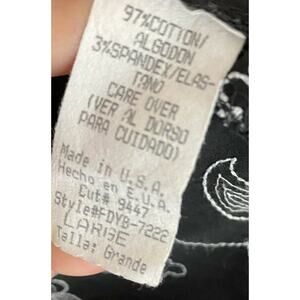 97%COTTON/
ALGODON
3%SPANDEX/ELAS-
TANO
CARE OVER
(VER AL DORSO
PARA CUIDADO)
Made in U.S.A.
Hecho en E.U.A.
Cut# 9447
Style#FDYB-7222
LARGE
Talla: Grande